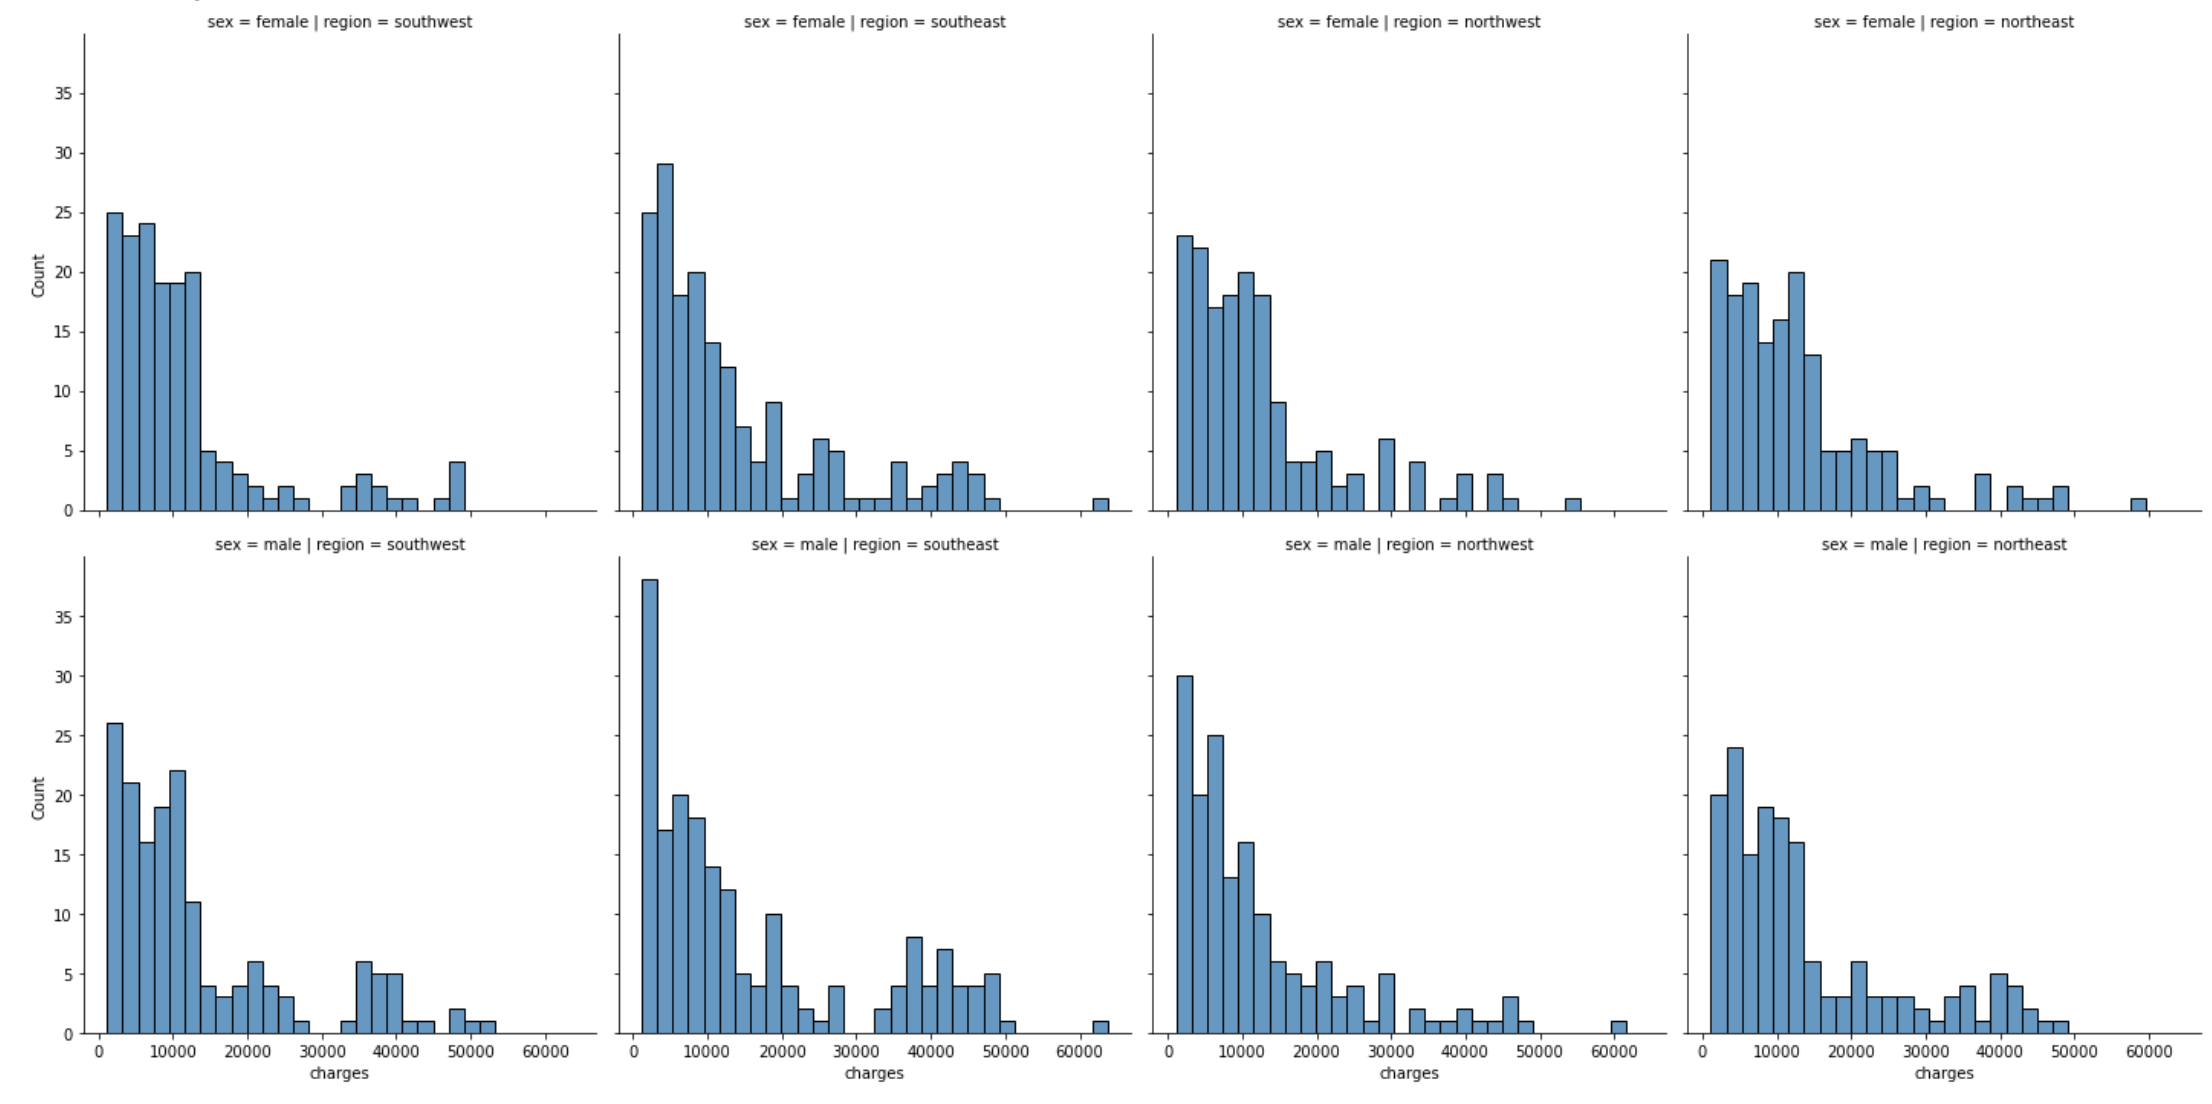 sex = female | region = southwest
sex = female | region = southeast
sex = female | region = northwest
sex = female | region = northeast
35
30
25
20
15
10
5
0
Count
sex = male | region = southwest
sex = male | region = southeast
sex = male | region = northwest
sex = male | region = northeast
35
30
25
20
15
10
5
0
Count
0 10000 20000 30000 40000 50000 60000
0 10000 20000 30000 40000 50000 60000
0 10000 20000 30000 40000 50000 60000
0 10000 20000 30000 40000 50000 60000
charges
charges
charges
charges